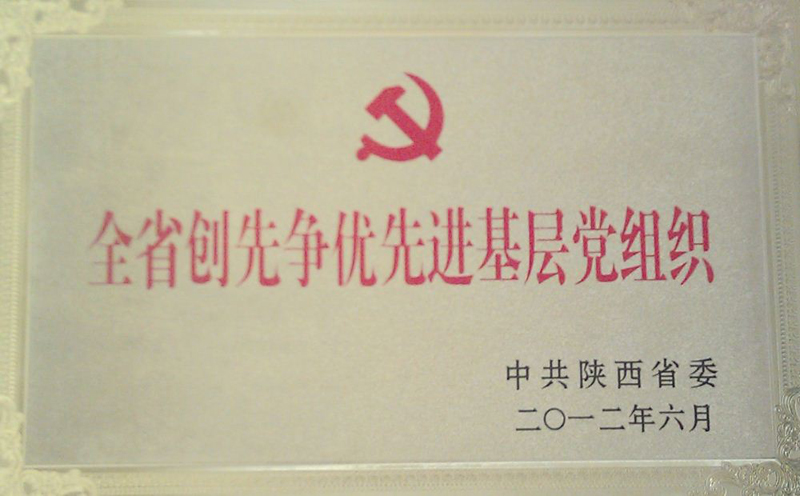 全省创先争优先进基层党组织
中共陕西省委
二〇一二年六月